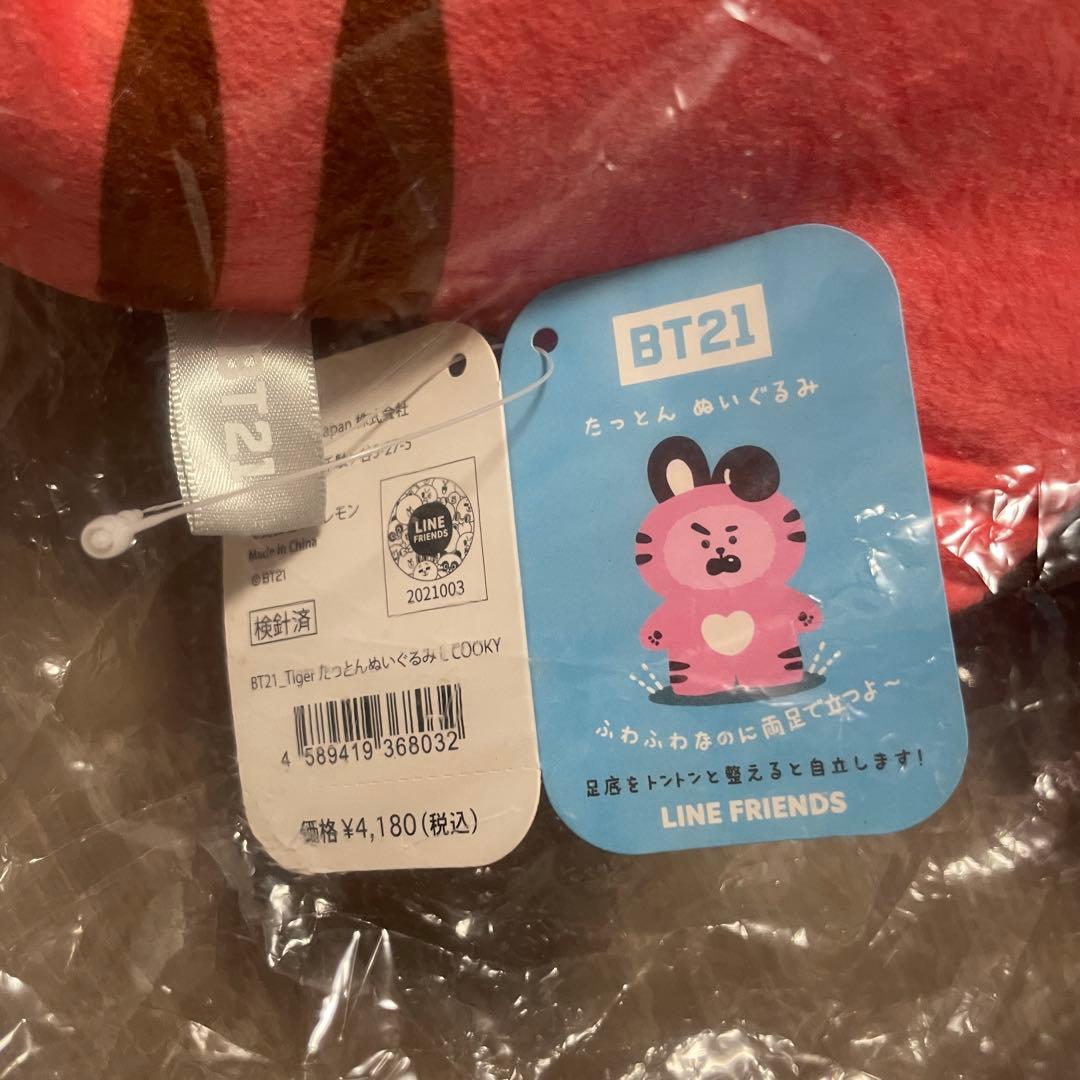 BT21
apan 株式会社
5-27-5
レモン
Made in China
©BT21
LINE
FRIENDS
2021003
検針済
BT21_Tiger たっとんぬいぐるみ L COOKY
4 589419 368032
価格 ¥4,180(税込)
BT21
たっとん ぬいぐるみ
ふわふわなのに両足で立つよ〜
足底をトントンと整えると自立します!
LINE FRIENDS